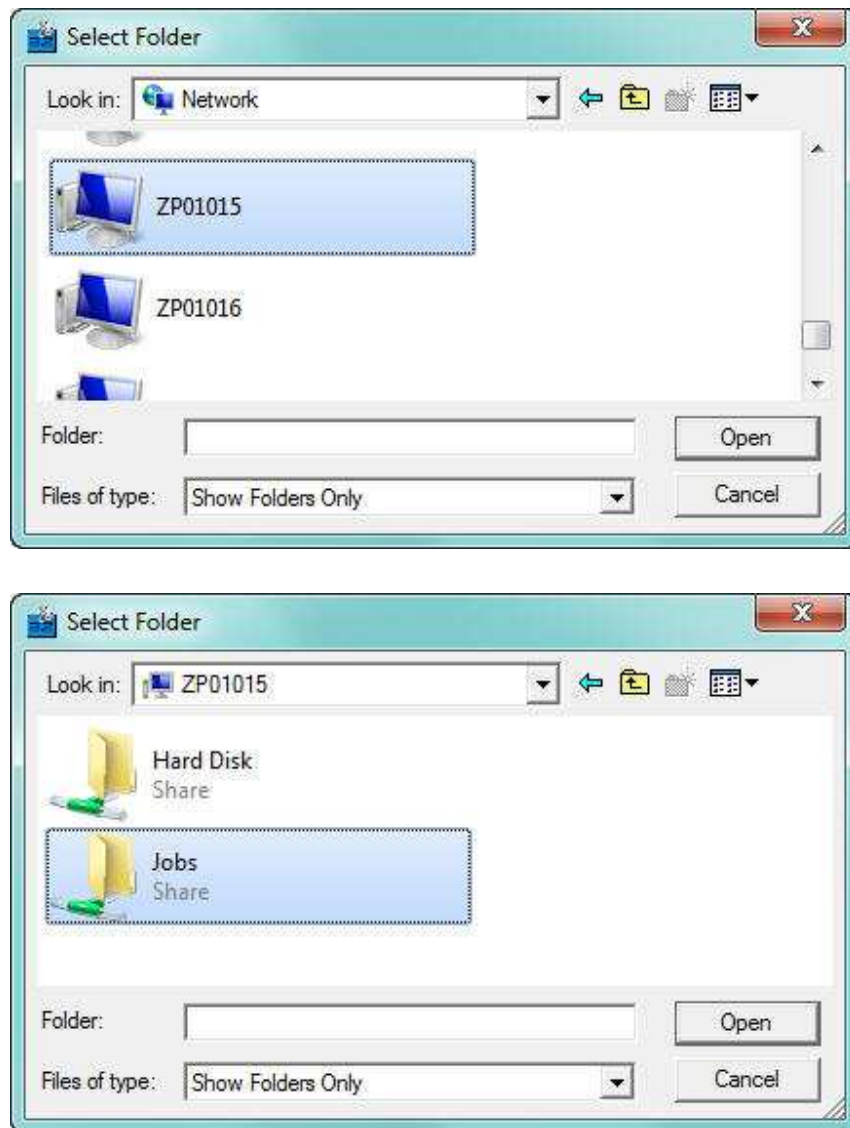 Select Folder
Look in: Network
ZP01015
ZP01016
Folder: Open
Files of type: Show Folders Only Cancel
Select Folder
Look in: ZP01015
Hard Disk
Share
Jobs
Share
Folder: Open
Files of type: Show Folders Only Cancel